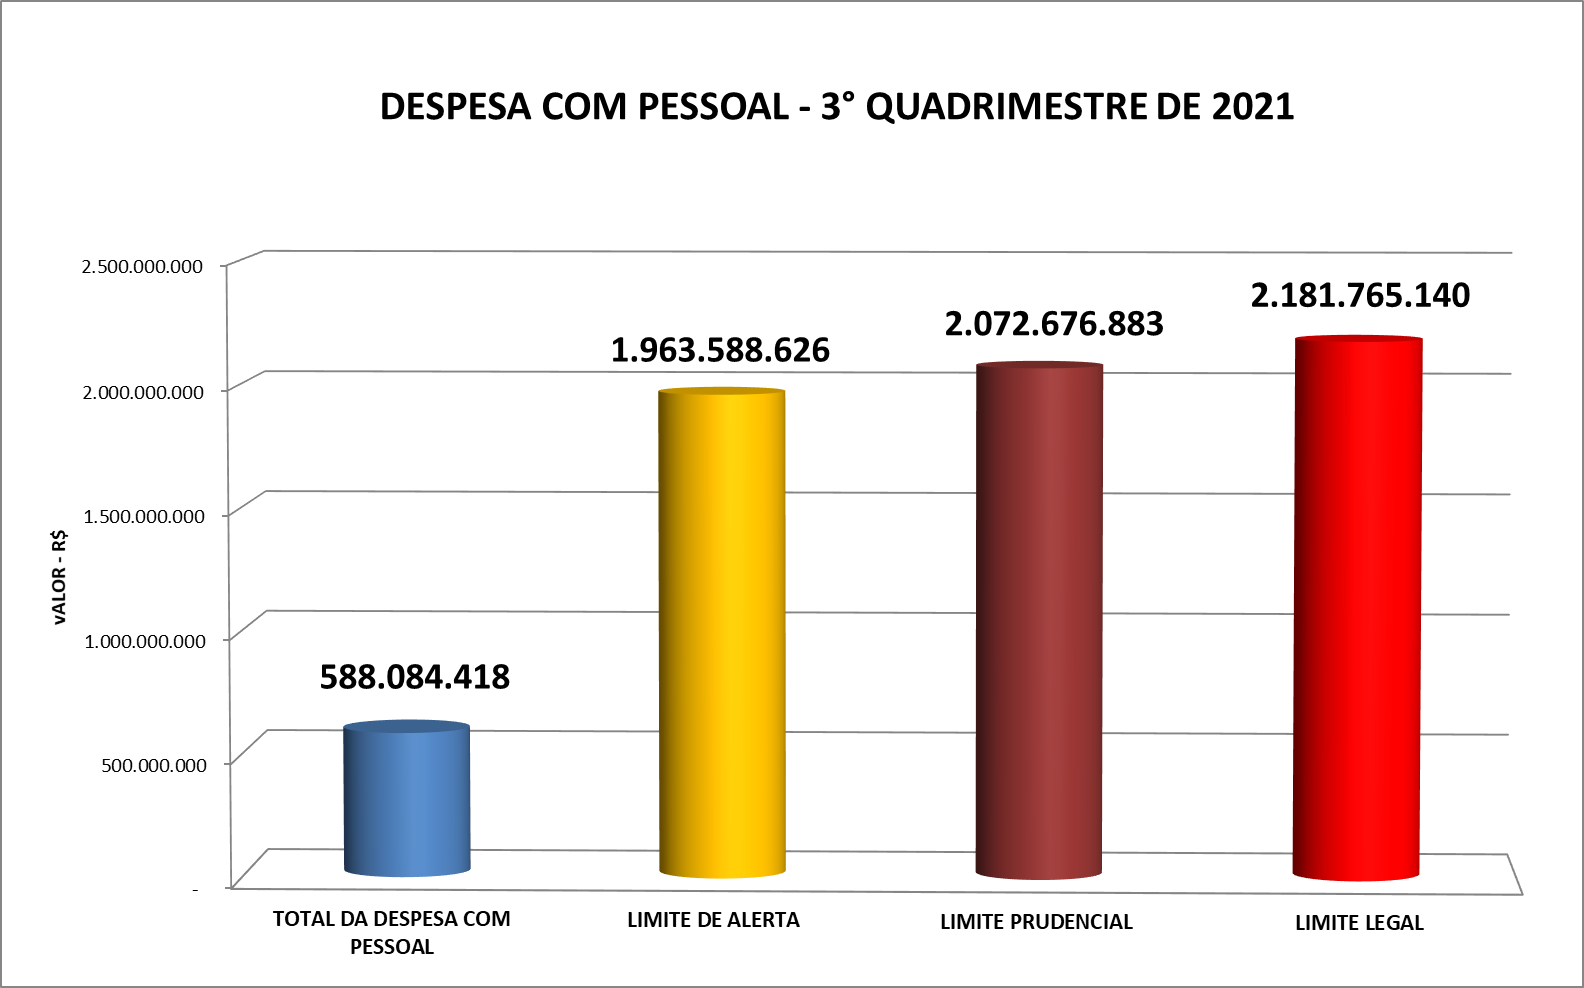 DESPESA COM PESSOAL - 3° QUADRIMESTRE DE 2021
2.500.000.000
2.000.000.000
1.500.000.000
1.000.000.000
500.000.000
-
vALOR - R$
588.084.418
1.963.588.626
2.072.676.883
2.181.765.140
TOTAL DA DESPESA COM
PESSOAL
LIMITE DE ALERTA
LIMITE PRUDENCIAL
LIMITE LEGAL